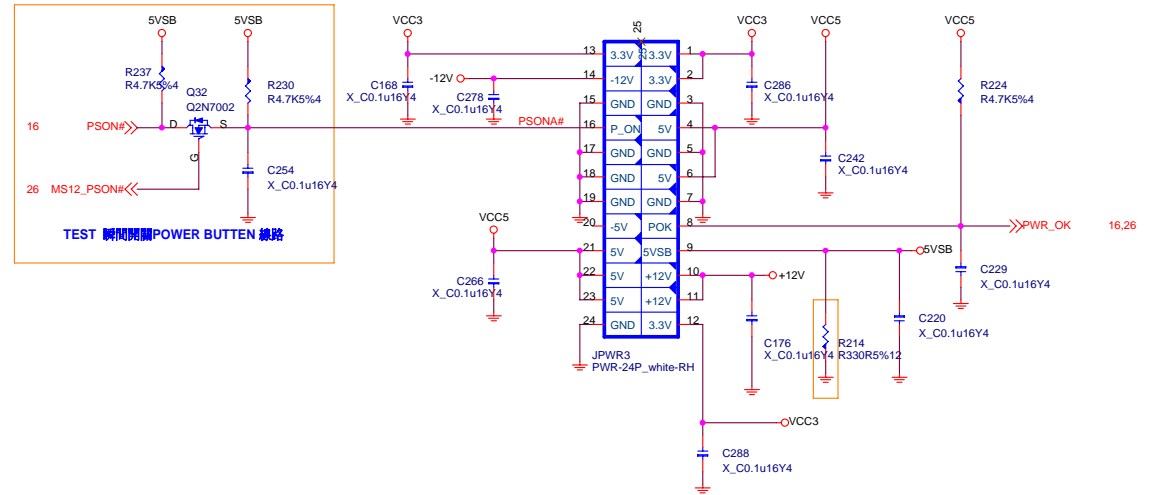 5VSB
5VSB
R237
R4.7K5%4
R230
R4.7K5%4
Q32
Q2N7002
16
PSON#
D
S
G
26
MS12_PSON#
C254
X_C0.1u16Y4
TEST 瞬間開關POWER BUTTEN 線路
VCC3
C168
X_C0.1u16Y4
-12V
C278
X_C0.1u16Y4
PSONA#
VCC5
C266
X_C0.1u16Y4
25
25
13
3.3V
3.3V
1
14
-12V
3.3V
2
15
GND
GND
3
16
P_ON
5V
4
17
GND
GND
5
18
GND
5V
6
19
GND
GND
7
20
-5V
POK
8
21
5V
5VSB
9
22
5V
+12V
10
23
5V
+12V
11
24
GND
3.3V
12
JPWR3
PWR-24P_white-RH
VCC3
C286
X_C0.1u16Y4
VCC5
C242
X_C0.1u16Y4
VCC5
R224
R4.7K5%4
PWR_OK
16,26
C229
X_C0.1u16Y4
5VSB
C220
X_C0.1u16Y4
+12V
C176
X_C0.1u16Y4
R214
R330R5%12
VCC3
C288
X_C0.1u16Y4